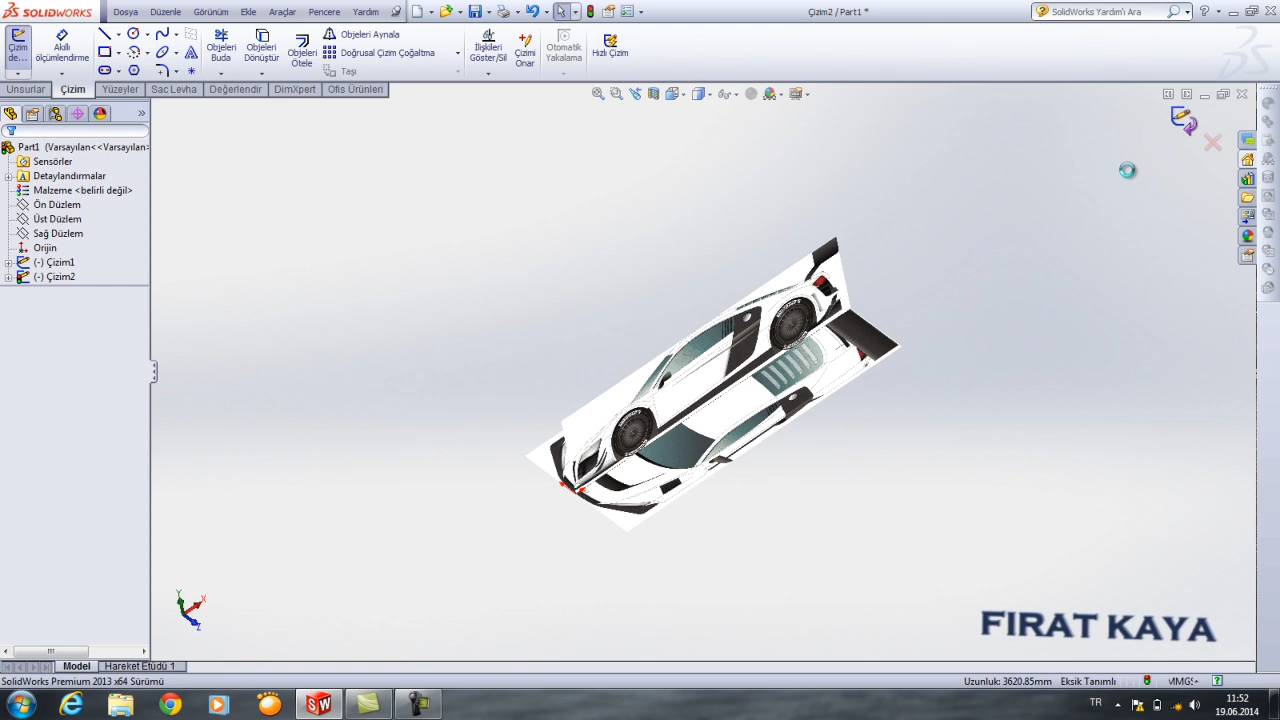 SOLIDWORKS Dosya Düzenle Görünüm Ekle Araçlar Pencere Yardım Çizim2 / Part1 * SolidWorks Yardım'ı Ara
Çizim de... Akıllı ölçümlendirme Objeleri Buda Objeleri Dönüştür Objeleri Ötele Objeleri Aynala Doğrusal Çizim Çoğaltma Taşı İlişkileri Göster/Sil Çizimi Onar Otomatik Yakalama Hızlı Çizim
Unsurlar Çizim Yüzeyler Sac Levha Değerlendir DimXpert Ofis Ürünleri
Part1 (Varsayılan<<Varsayılan>
Sensörler
Detaylandırmalar
Malzeme <belirli değil>
Ön Düzlem
Üst Düzlem
Sağ Düzlem
Orijin
(-) Çizim1
(-) Çizim2
Y X Z
FIRAT KAYA
Model Hareket Etüdü 1
SolidWorks Premium 2013 x64 Sürümü Uzunluk: 3620.85mm Eksik Tanımlı
TR 11:52
19.06.2014